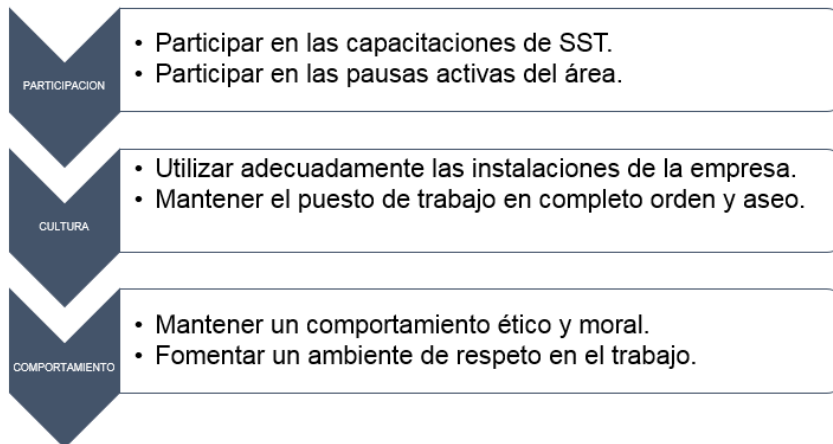 PARTICIPACION
• Participar en las capacitaciones de SST.
• Participar en las pausas activas del área.
CULTURA
• Utilizar adecuadamente las instalaciones de la empresa.
• Mantener el puesto de trabajo en completo orden y aseo.
COMPORTAMIENTO
• Mantener un comportamiento ético y moral.
• Fomentar un ambiente de respeto en el trabajo.